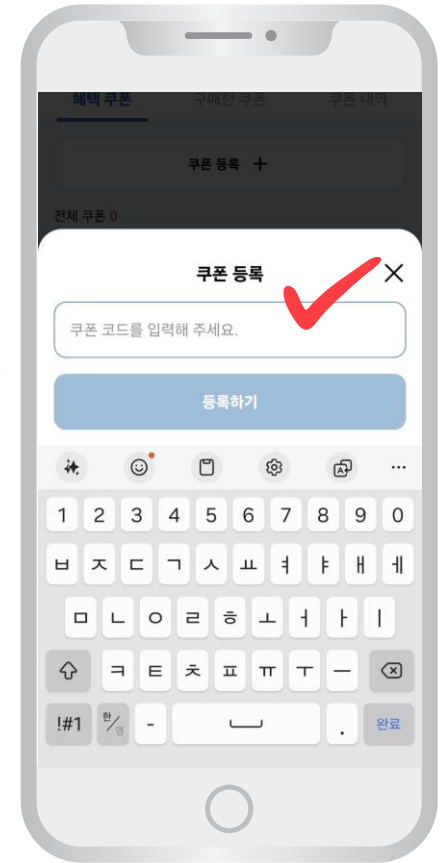 혜택 쿠폰 구매한 쿠폰 쿠폰 내역
쿠폰 등록 +
전체 쿠폰 0
쿠폰 등록
쿠폰 코드를 입력해 주세요.
등록하기
1 2 3 4 5 6 7 8 9 0
ㅂ ㅈ ㄷ ㄱ ㅅ ㅛ ㅕ ㅑ ㅐ ㅔ
ㅁ ㄴ ㅇ ㄹ ㅎ ㅗ ㅓ ㅏ ㅣ
ㅋ ㅌ ㅊ ㅍ ㅠ ㅜ ㅡ
!#1 한/영 - . 완료